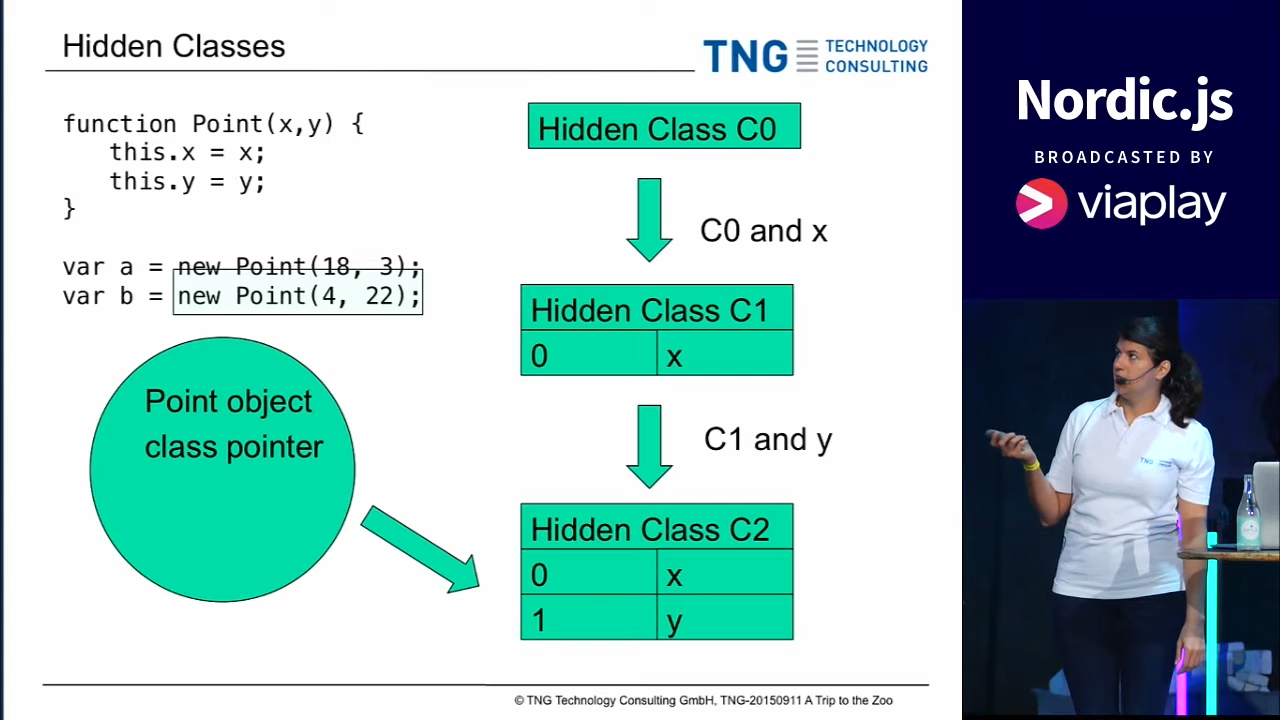 Hidden Classes
TNG TECHNOLOGY
CONSULTING
function Point(x,y) {
this.x = x;
this.y = y;
}
var a = new Point(18, 3);
var b = new Point(4, 22);
Point object
class pointer
Hidden Class C0
C0 and x
Hidden Class C1
0 x
C1 and y
Hidden Class C2
0 x
1 y
© TNG Technology Consulting GmbH, TNG-20150911 A Trip to the Zoo
Nordic.js
BROADCASTED BY
viaplay
TNG